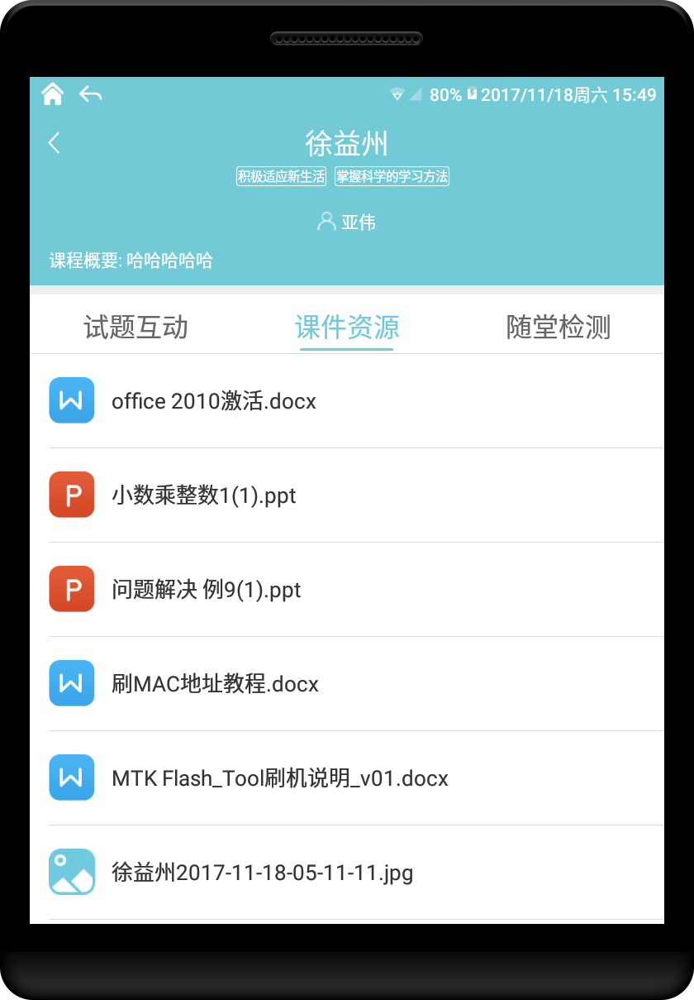 80% 2017/11/18周六 15:49
徐益州
积极适应新生活 掌握科学的学习方法
亚伟
课程概要: 哈哈哈哈哈
试题互动 课件资源 随堂检测
W office 2010激活.docx
P 小数乘整数1(1).ppt
P 问题解决 例9(1).ppt
W 刷MAC地址教程.docx
W MTK Flash_Tool刷机说明_v01.docx
徐益州2017-11-18-05-11-11.jpg